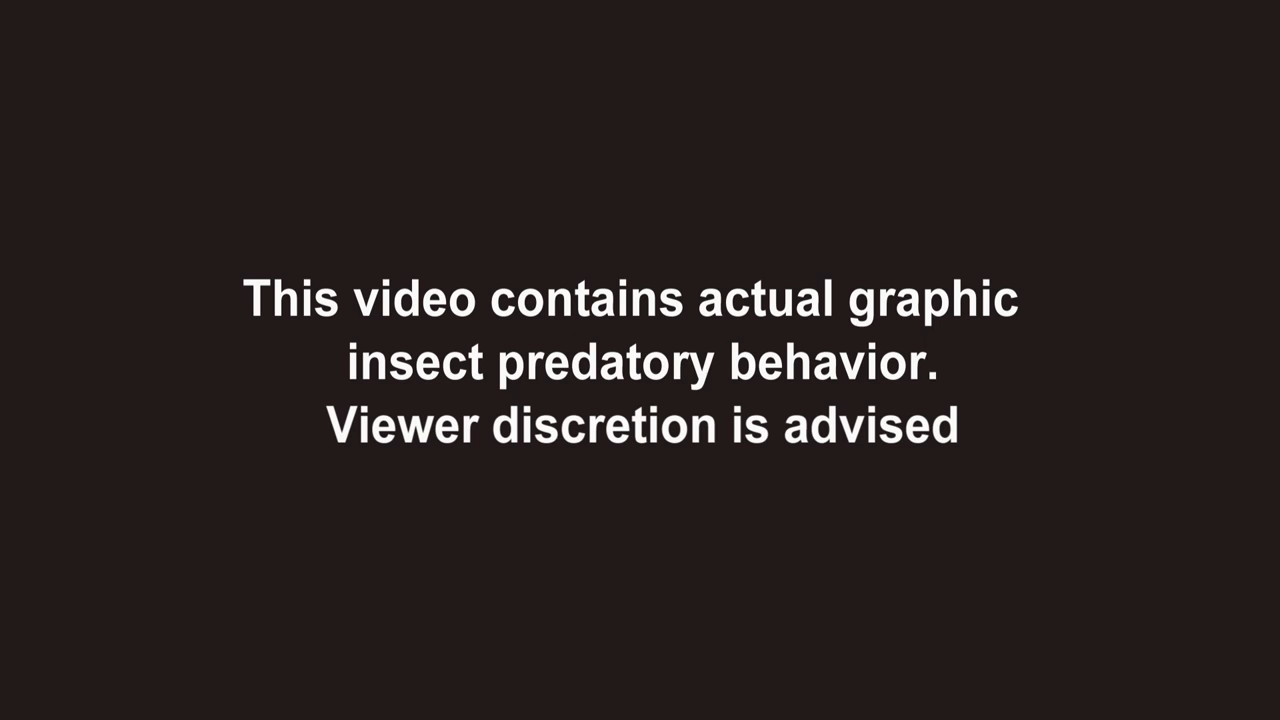 This video contains actual graphic
insect predatory behavior.
Viewer discretion is advised